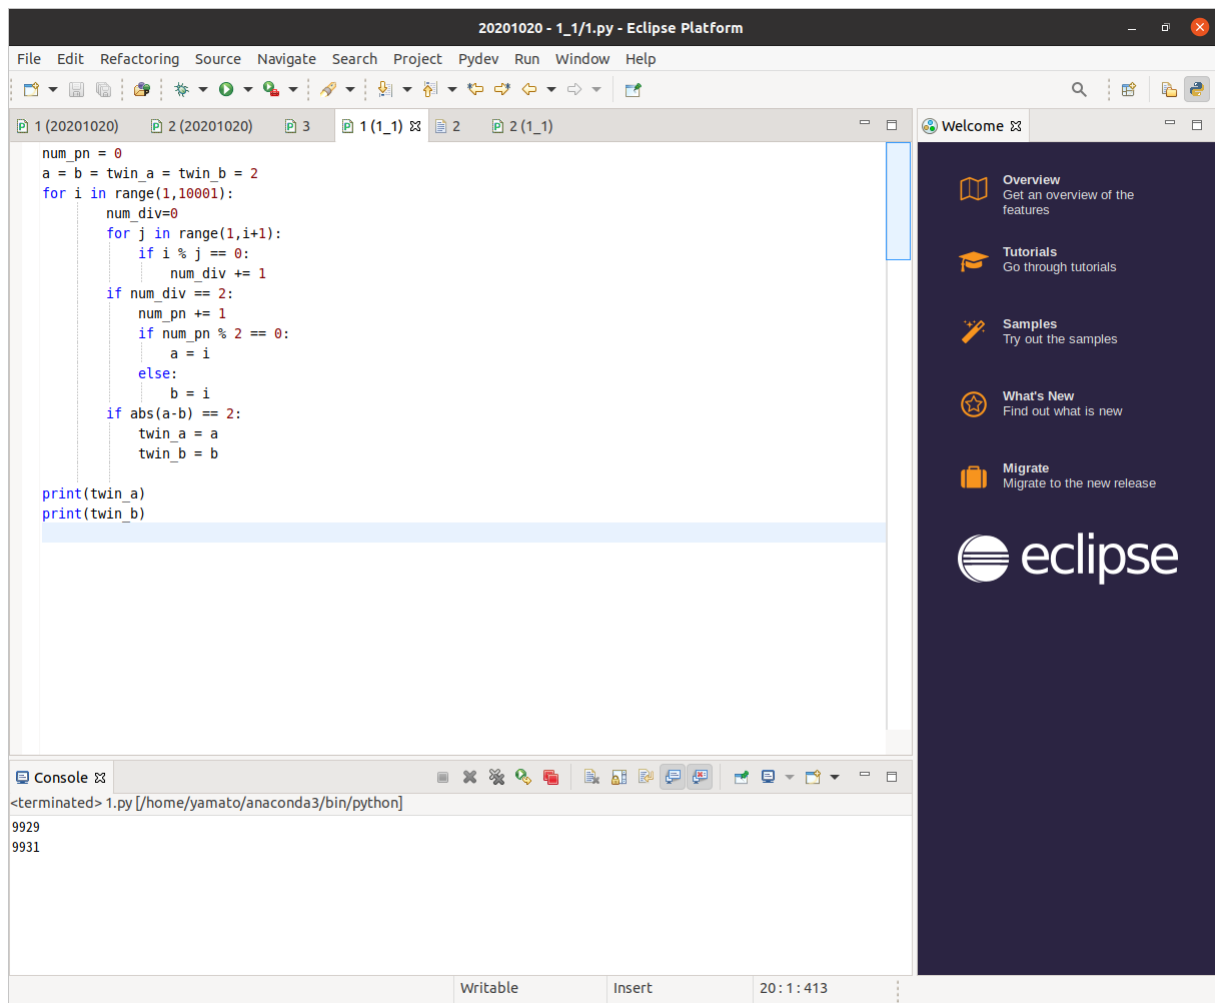 20201020 - 1_1/1.py - Eclipse Platform
File Edit Refactoring Source Navigate Search Project Pydev Run Window Help
1 (20201020) 2 (20201020) 3 1 (1_1) 2 2 (1_1)
num_pn = 0
a = b = twin_a = twin_b = 2
for i in range(1,10001):
        num_div=0
        for j in range(1,i+1):
            if i % j == 0:
                num_div += 1
        if num_div == 2:
            num_pn += 1
            if num_pn % 2 == 0:
                a = i
            else:
                b = i
        if abs(a-b) == 2:
            twin_a = a
            twin_b = b
print(twin_a)
print(twin_b)
Welcome
Overview
Get an overview of the
features
Tutorials
Go through tutorials
Samples
Try out the samples
What's New
Find out what is new
Migrate
Migrate to the new release
eclipse
Console
<terminated> 1.py [/home/yamato/anaconda3/bin/python]
9929
9931
Writable Insert 20 : 1 : 413